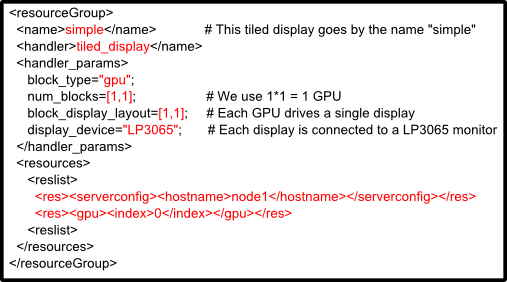 <resourceGroup>
<name>simple</name> # This tiled display goes by the name "simple"
<handler>tiled_display</name>
<handler_params>
block_type="gpu";
num_blocks=[1,1]; # We use 1*1 = 1 GPU
block_display_layout=[1,1]; # Each GPU drives a single display
display_device="LP3065"; # Each display is connected to a LP3065 monitor
</handler_params>
<resources>
<reslist>
<res><serverconfig><hostname>node1</hostname></serverconfig></res>
<res><gpu><index>0</index></gpu></res>
<reslist>
</resources>
</resourceGroup>